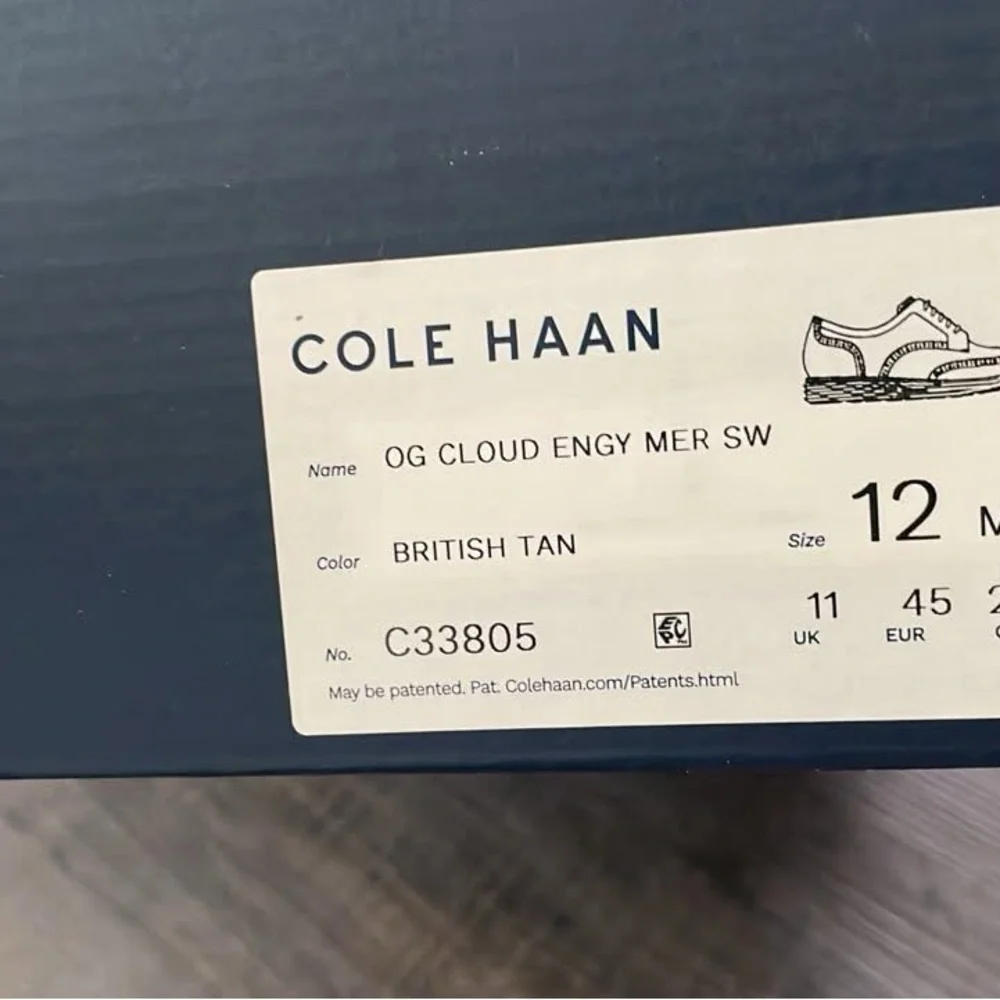 COLE HAAN
Name OG CLOUD ENGY MER SW
Color BRITISH TAN
Size 12 M
11 UK
45 EUR
No. C33805
EPC
May be patented. Pat. Colehaan.com/Patents.html